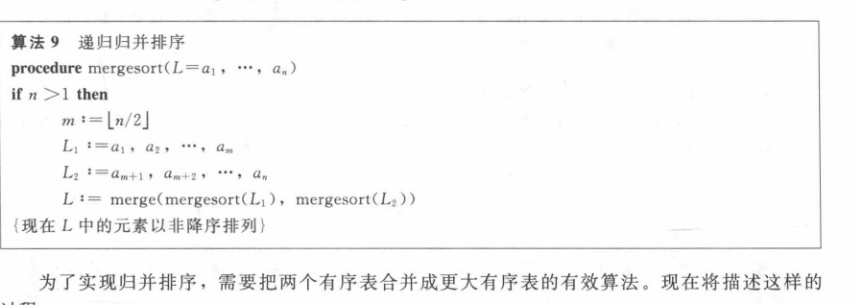 算法 9 递归归并排序
procedure mergesort(L=a₁, ⋯, aₙ)
if n >1 then
m := ⌊n/2⌋
L₁ := a₁, a₂, ⋯, aₘ
L₂ := aₘ₊₁, aₘ₊₂, ⋯, aₙ
L := merge(mergesort(L₁), mergesort(L₂))
{现在 L 中的元素以非降序排列}
为了实现归并排序，需要把两个有序表合并成更大有序表的有效算法。现在将描述这样的